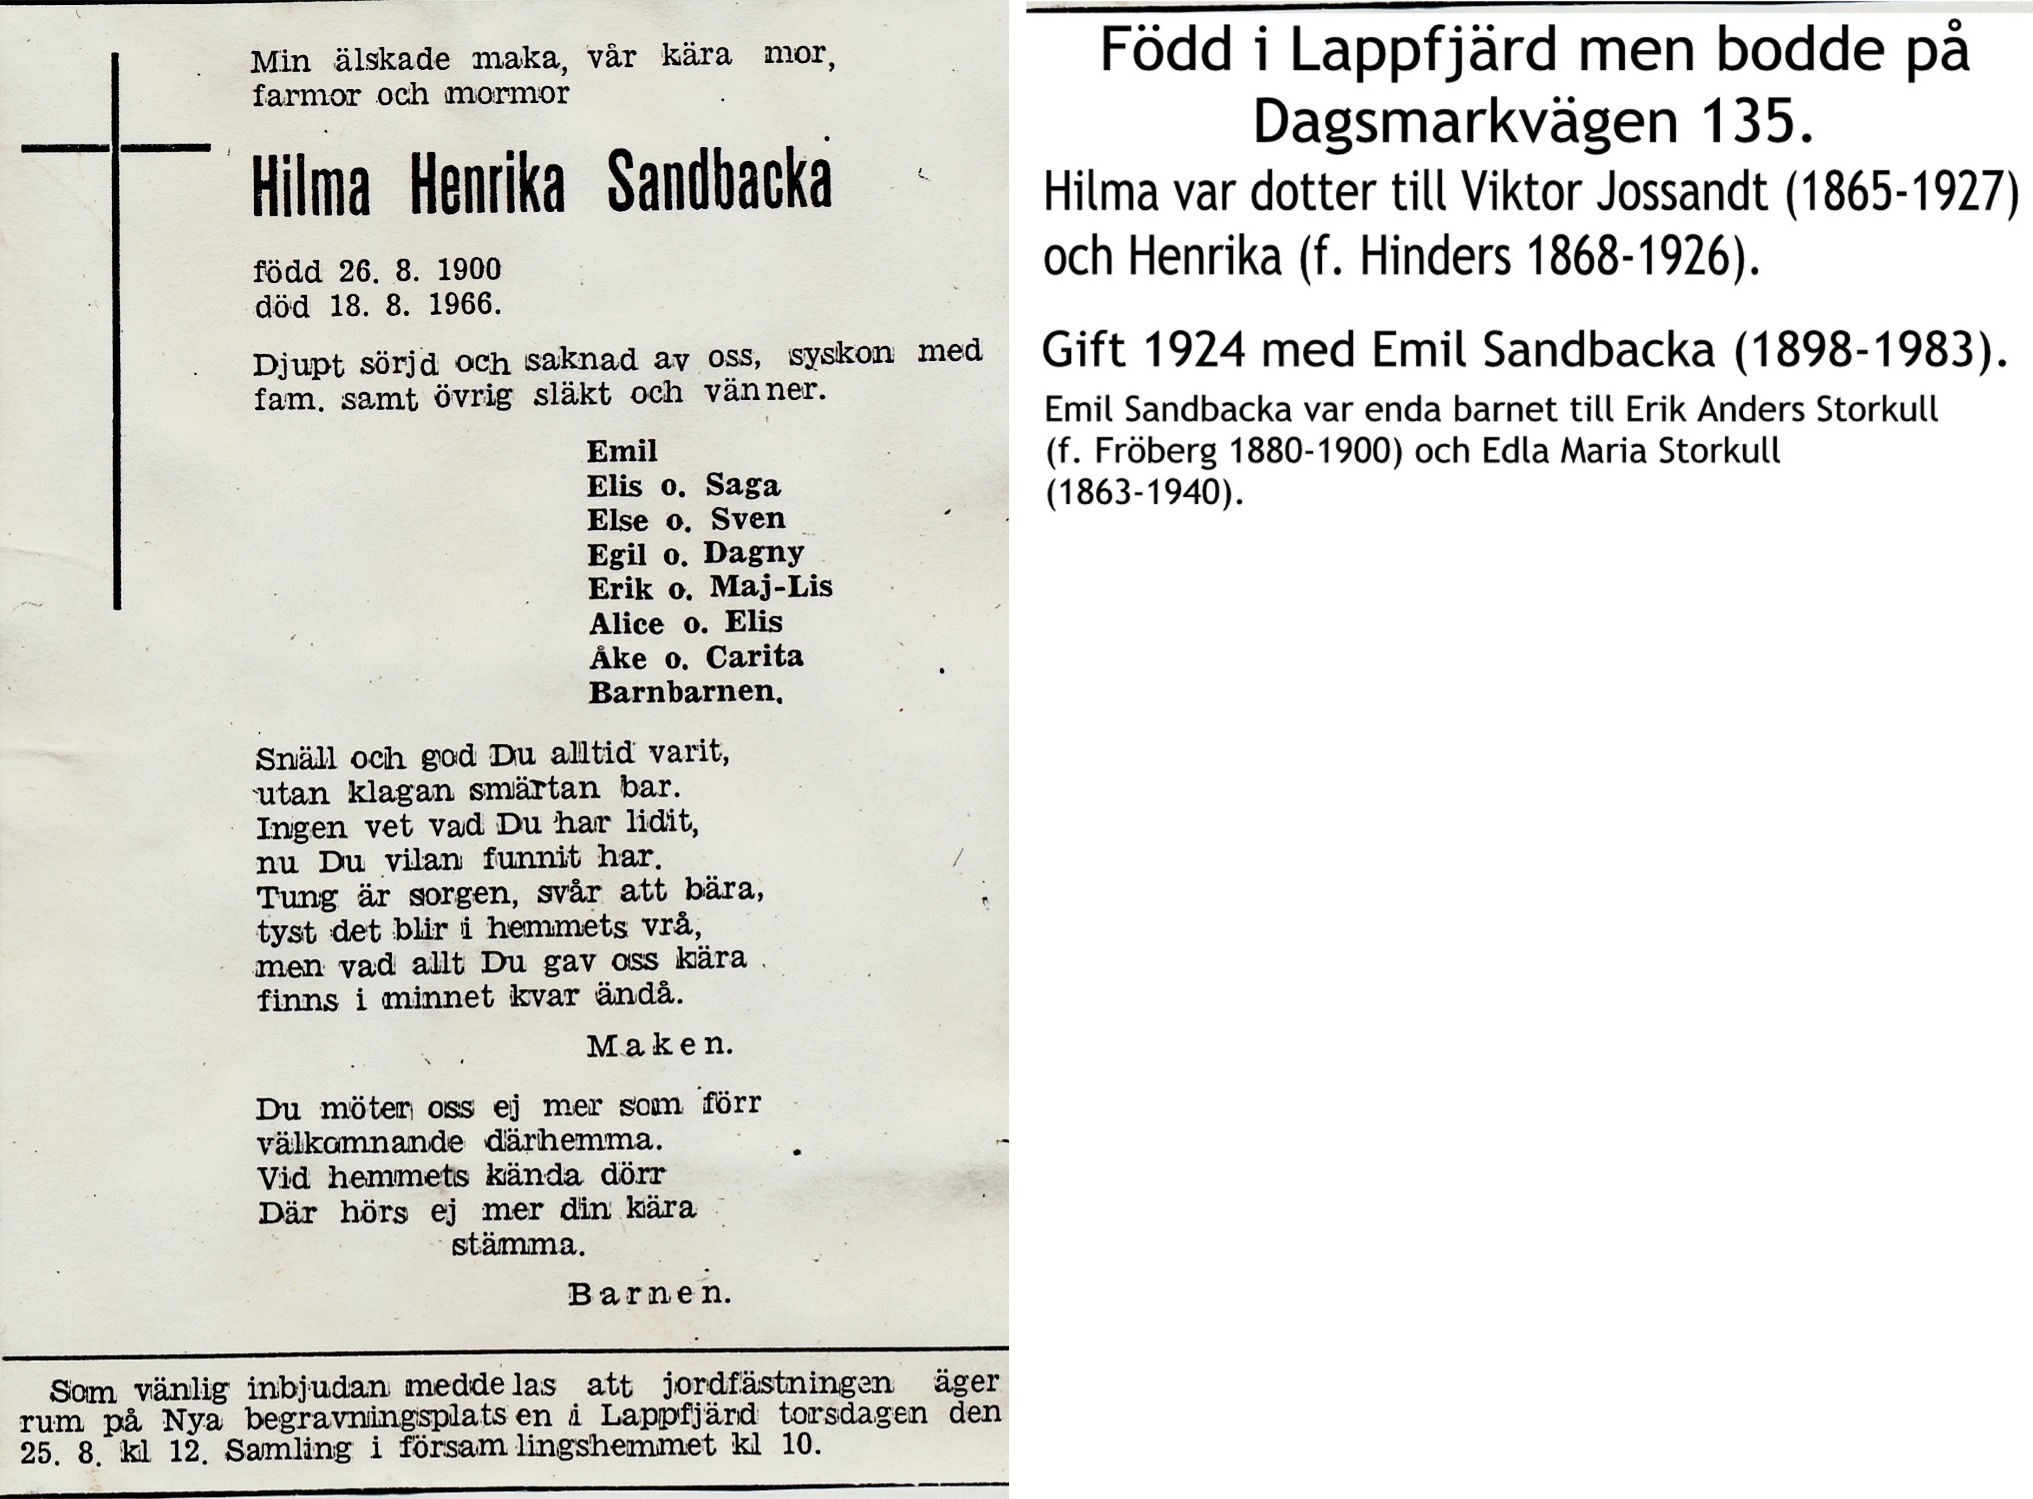 Min älskade maka, vår kära mor,
farmor och mormor
Hilma Henrika Sandbacka
född 26. 8. 1900
död 18. 8. 1966.
Djupt sörjd och saknad av oss, syskon med
fam. samt övrig släkt och vänner.
Emil
Elis o. Saga
Else o. Sven
Egil o. Dagny
Erik o. Maj-Lis
Alice o. Elis
Åke o. Carita
Barnbarnen.
Snäll och god Du alltid varit,
utan klagan smärtan bar.
Ingen vet vad Du har lidit,
nu Du vilan funnit har.
Tung är sorgen, svår att bära,
tyst det blir i hemmets vrå,
men vad allt Du gav oss kära
finns i minnet kvar ändå.
Maken.
Du möter oss ej mer som förr
välkomnande därhemma.
Vid hemmets kända dörr
Där hörs ej mer din kära
stämma.
Barnen.
Som vänlig inbjudan meddelas att jordfästningen äger
rum på Nya begravningsplatsen i Lappfjärd torsdagen den
25. 8. kl 12. Samling i församlingshemmet kl 10.
Född i Lappfjärd men bodde på
Dagsmarkvägen 135.
Hilma var dotter till Viktor Jossandt (1865-1927)
och Henrika (f. Hinders 1868-1926).
Gift 1924 med Emil Sandbacka (1898-1983).
Emil Sandbacka var enda barnet till Erik Anders Storkull
(f. Fröberg 1880-1900) och Edla Maria Storkull
(1863-1940).